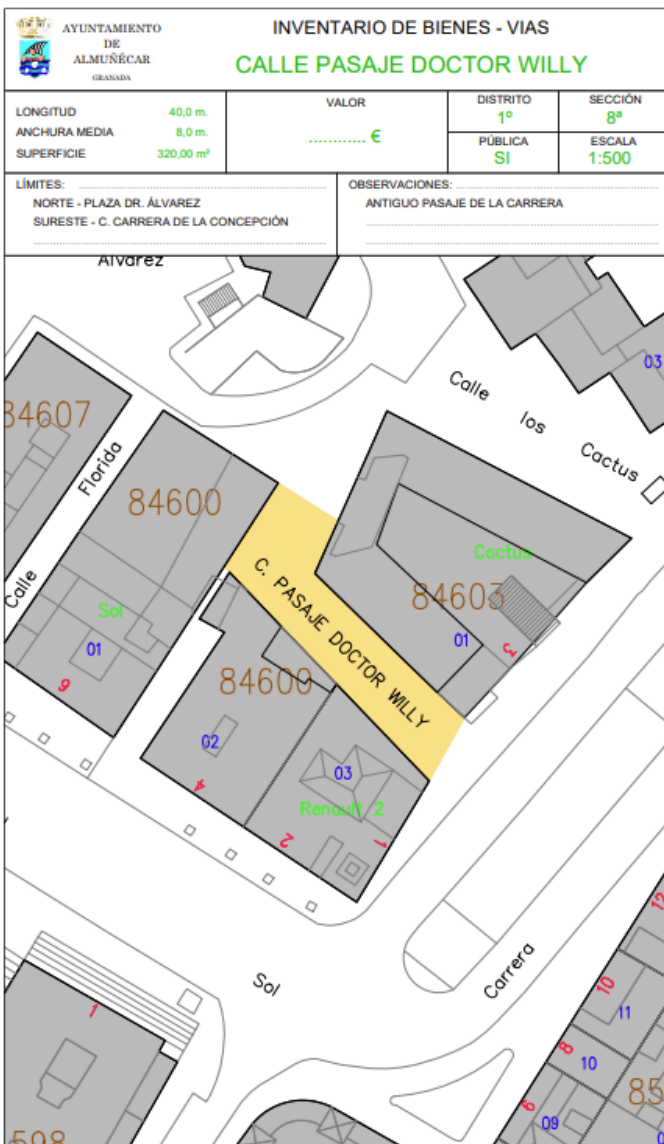 AYUNTAMIENTO
DE
ALMUÑÉCAR
GRANADA
INVENTARIO DE BIENES - VIAS
CALLE PASAJE DOCTOR WILLY
LONGITUD 40,0 m.
ANCHURA MEDIA 8,0 m.
SUPERFICIE 320,00 m²
VALOR
............ €
DISTRITO
1º
SECCIÓN
8ª
PÚBLICA
SI
ESCALA
1:500
LÍMITES:
NORTE - PLAZA DR. ÁLVAREZ
SURESTE - C. CARRERA DE LA CONCEPCIÓN
OBSERVACIONES:
ANTIGUO PASAJE DE LA CARRERA
Alvarez
03
Calle los Cactus
84607
Calle Florida
84600
Cactus
84603
01
3
C. PASAJE DOCTOR WILLY
Sol
01
6
84600
02
4
03
Renault 2
2
1
Sol
Carrera
12
10
11
8
10
85
6
09
1
598